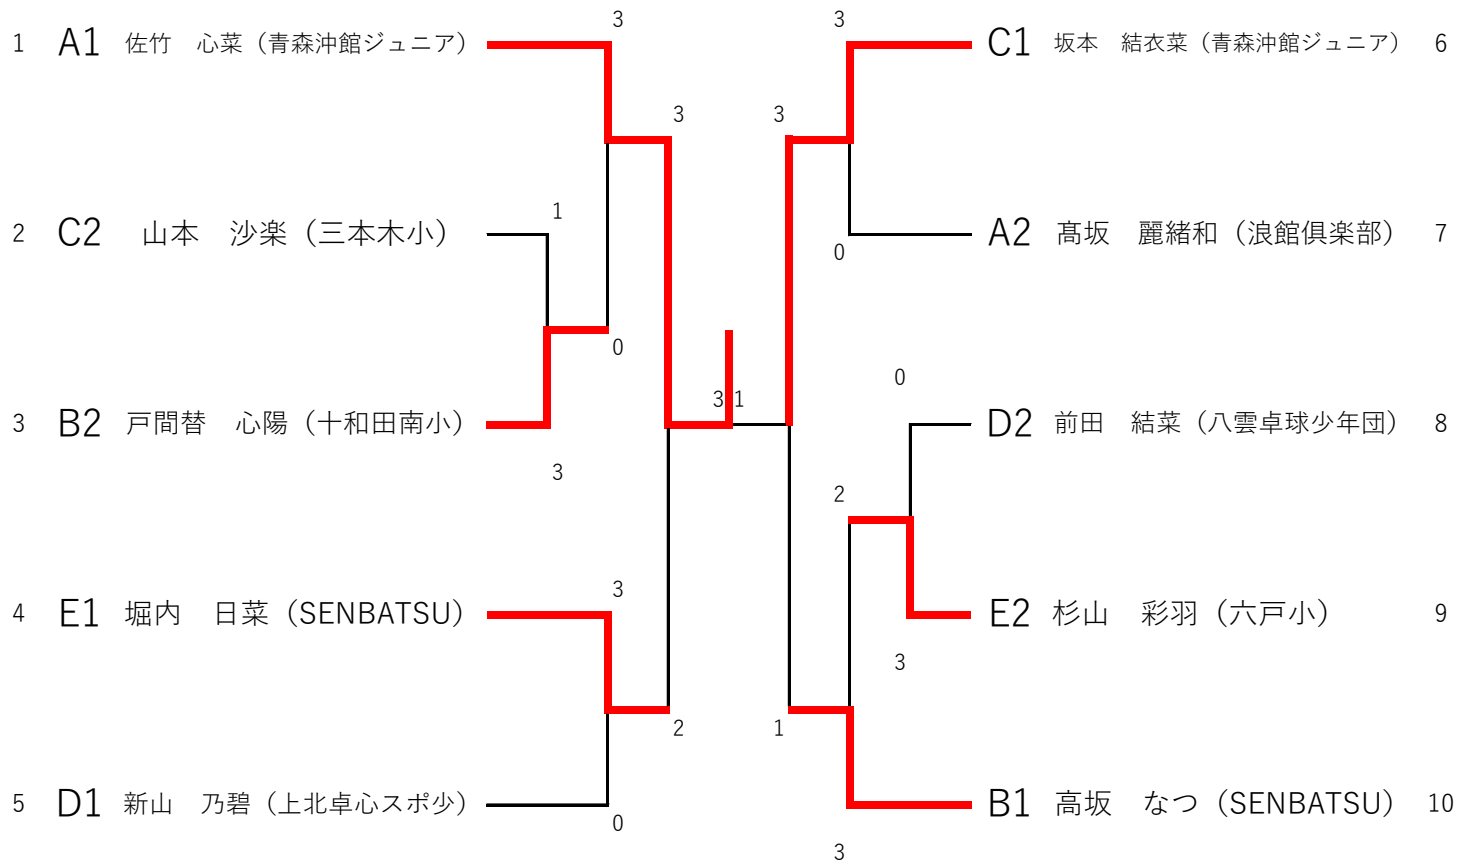 1 A1 佐竹　心菜（青森沖館ジュニア）
2 C2 山本　沙楽（三本木小）
3 B2 戸間替　心陽（十和田南小）
4 E1 堀内　日菜（SENBATSU）
5 D1 新山　乃碧（上北卓心スポ少）
3
3
1
0
3
3
2
0
3 1
3
3
0
0
2
3
1
3
C1 坂本　結衣菜（青森沖館ジュニア） 6
A2 髙坂　麗緒和（浪館倶楽部） 7
D2 前田　結菜（八雲卓球少年団） 8
E2 杉山　彩羽（六戸小） 9
B1 高坂　なつ（SENBATSU） 10